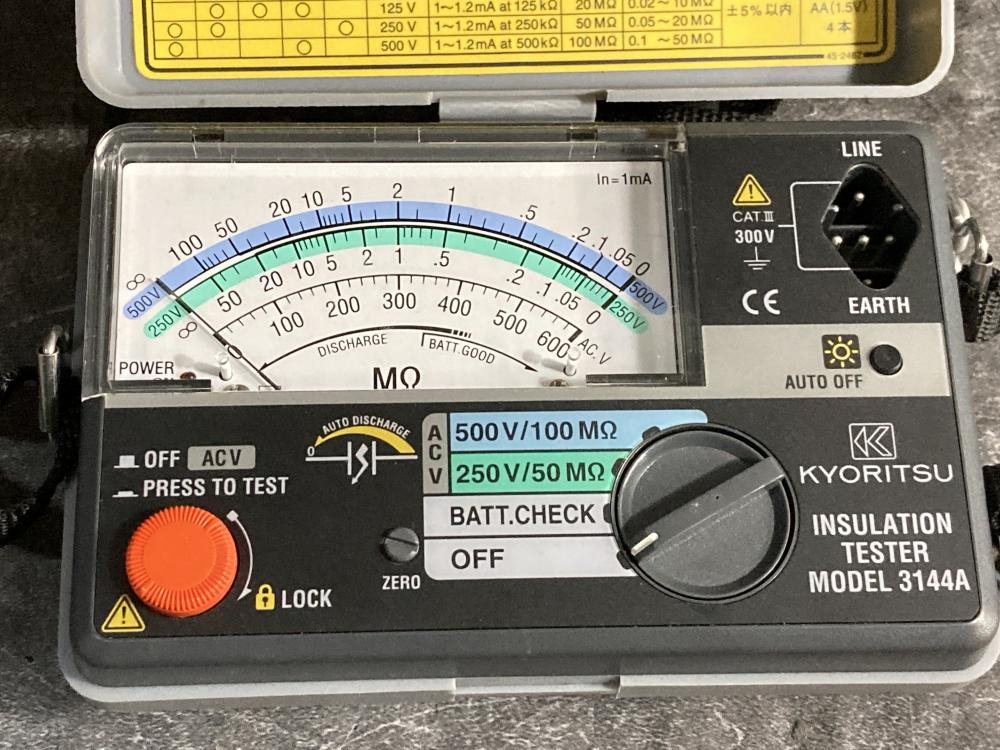 125 V 1～1.2mA at 125 kΩ 20 MΩ 0.02～10 MΩ ±5% 以内 AA(1.5V)
250 V 1～1.2mA at 250kΩ 50 MΩ 0.05～20 MΩ 4本
500 V 1～1.2mA at 500kΩ 100 MΩ 0.1 ～50 MΩ
In=1mA
∞ 100 50 20 10 5 2 1 .5 .2 .1 .05 0
500V 500V
∞ 50 20 10 5 2 1 .5 .2 .1 .05 0
250V 250V
0 100 200 300 400 500 600 AC.V
DISCHARGE BATT.GOOD
MΩ
POWER
LINE
CAT.III
300V
CE
EARTH
AUTO OFF
OFF ACV
PRESS TO TEST
LOCK
AUTO DISCHARGE
0
ZERO
ACV
500V/100 MΩ
250V/50 MΩ
BATT.CHECK
OFF
KYORITSU
INSULATION
TESTER
MODEL 3144A